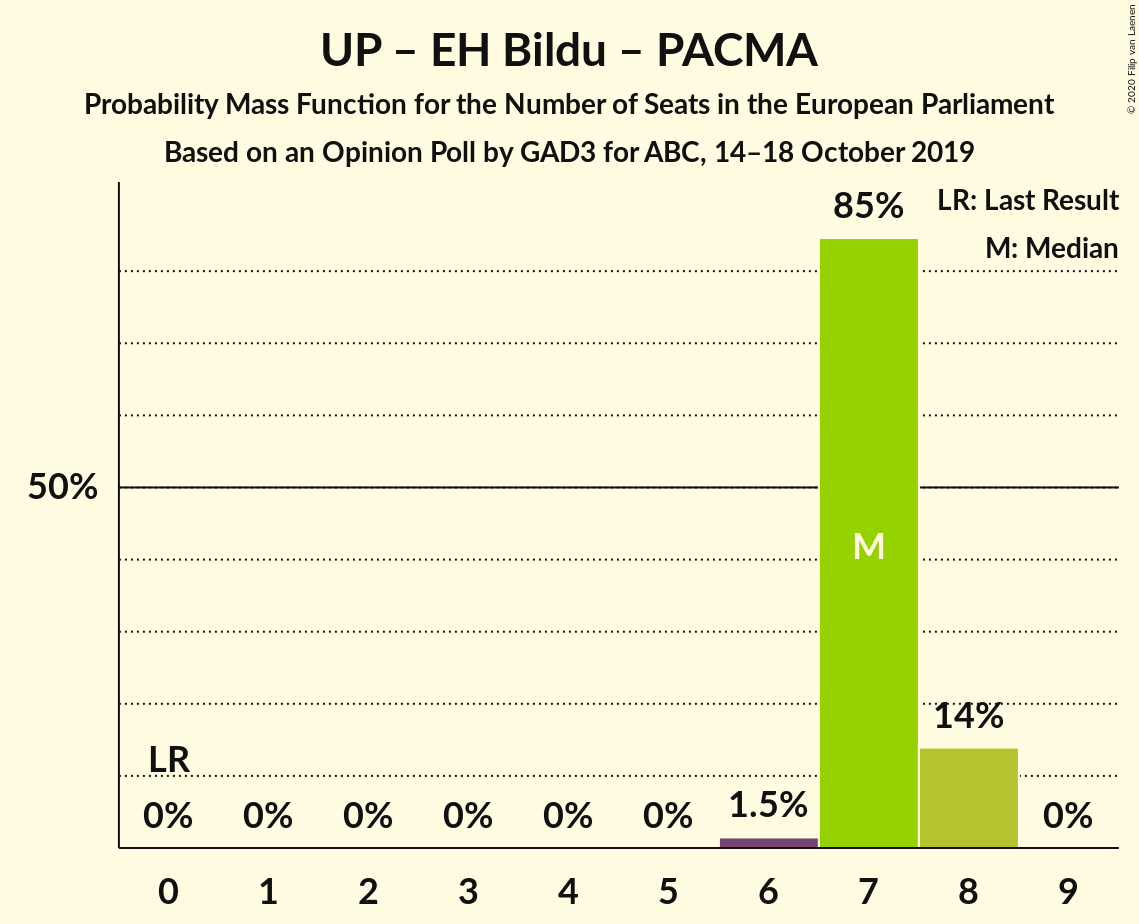 UP – EH Bildu – PACMA
Probability Mass Function for the Number of Seats in the European Parliament
Based on an Opinion Poll by GAD3 for ABC, 14–18 October 2019
© 2020 Filip van Laenen
LR: Last Result
M: Median
85%
50%
M
14%
LR
1.5%
0% 0% 0% 0% 0% 0% 0%
0 1 2 3 4 5 6 7 8 9